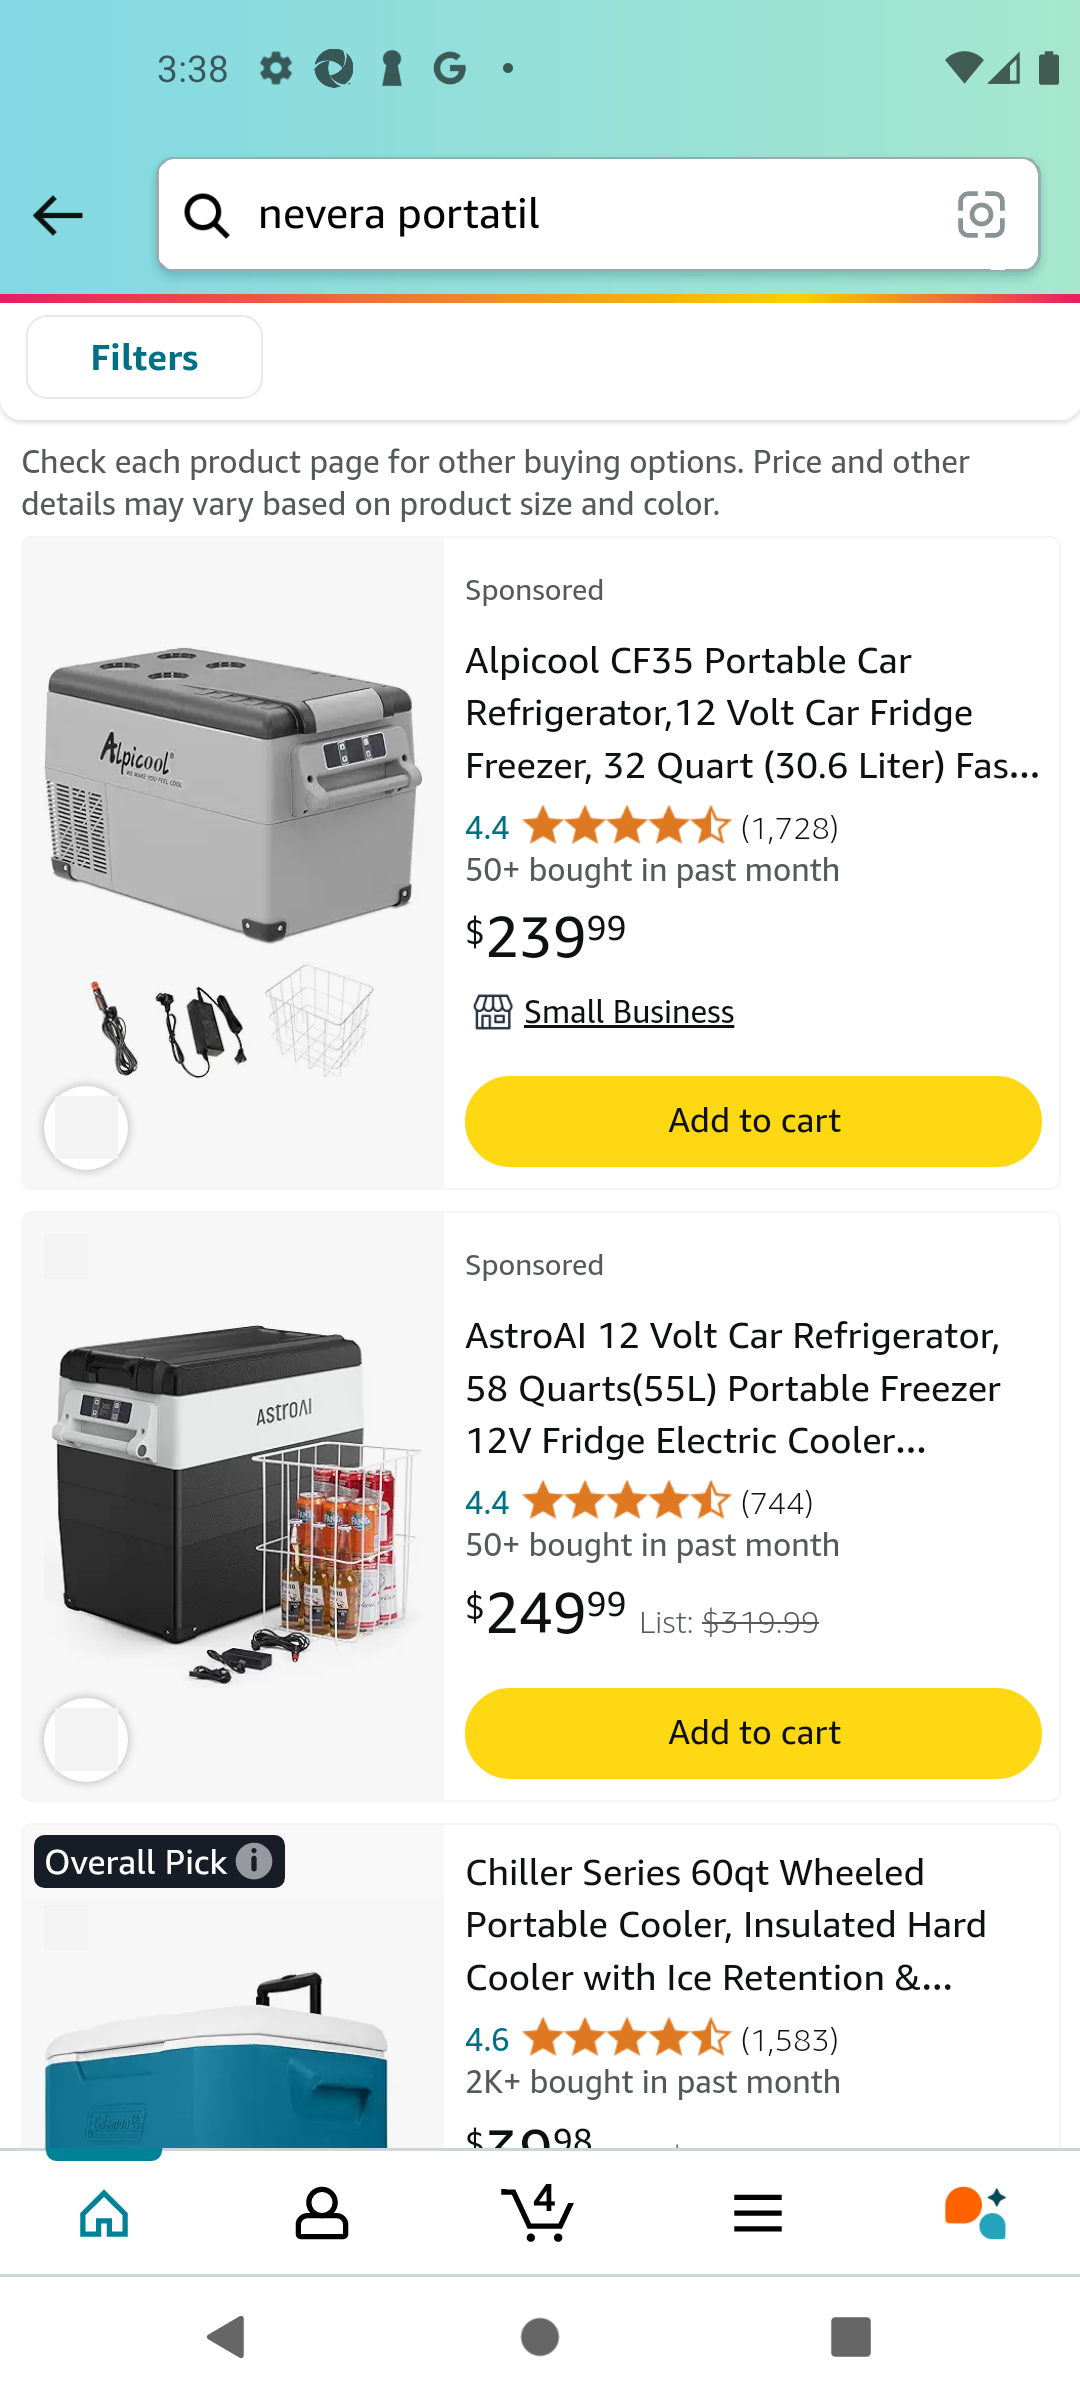 3:38
nevera portatil
Filters
Check each product page for other buying options. Price and other
details may vary based on product size and color.
Sponsored
Alpicool CF35 Portable Car
Refrigerator,12 Volt Car Fridge
Freezer, 32 Quart (30.6 Liter) Fas...
4.4 (1,728)
50+ bought in past month
$239.99
Small Business
Add to cart
Alpicool
WE MAKE YOU FEEL COOL
Sponsored
AstroAI 12 Volt Car Refrigerator,
58 Quarts(55L) Portable Freezer
12V Fridge Electric Cooler...
4.4 (744)
50+ bought in past month
$249.99 List: $319.99
Add to cart
ASTROAI
Overall Pick
Chiller Series 60qt Wheeled
Portable Cooler, Insulated Hard
Cooler with Ice Retention &...
4.6 (1,583)
2K+ bought in past month
Coleman
4